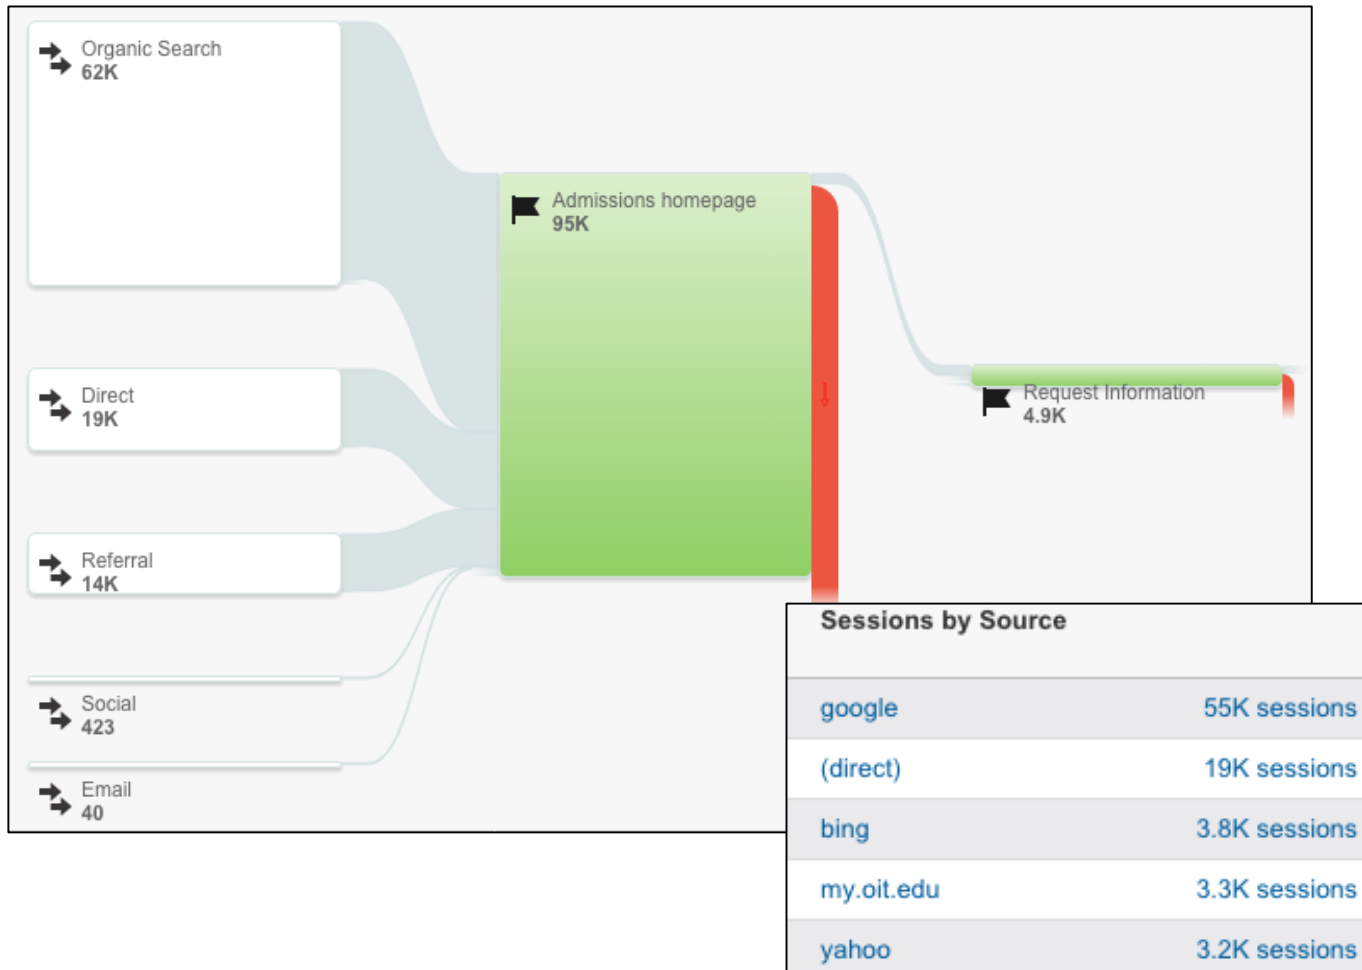 Organic Search
62K
Admissions homepage
95K
Direct
19K
Request Information
4.9K
Referral
14K
Social
423
Email
40
Sessions by Source
google 55K sessions
(direct) 19K sessions
bing 3.8K sessions
my.oit.edu 3.3K sessions
yahoo 3.2K sessions